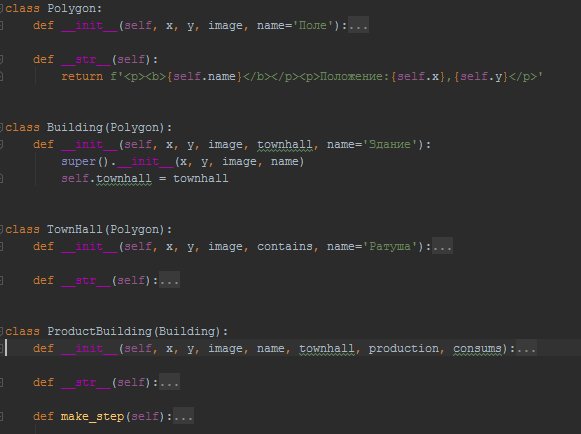 class Polygon:
    def __init__(self, x, y, image, name='Поле'):...
    def __str__(self):
        return f'<p><b>{self.name}</b></p><p>Положение:{self.x},{self.y}</p>'
class Building(Polygon):
    def __init__(self, x, y, image, townhall, name='Здание'):
        super().__init__(x, y, image, name)
        self.townhall = townhall
class TownHall(Polygon):
    def __init__(self, x, y, image, contains, name='Ратуша'):...
    def __str__(self):...
class ProductBuilding(Building):
    def __init__(self, x, y, image, name, townhall, production, consums):...
    def __str__(self):...
    def make_step(self):...